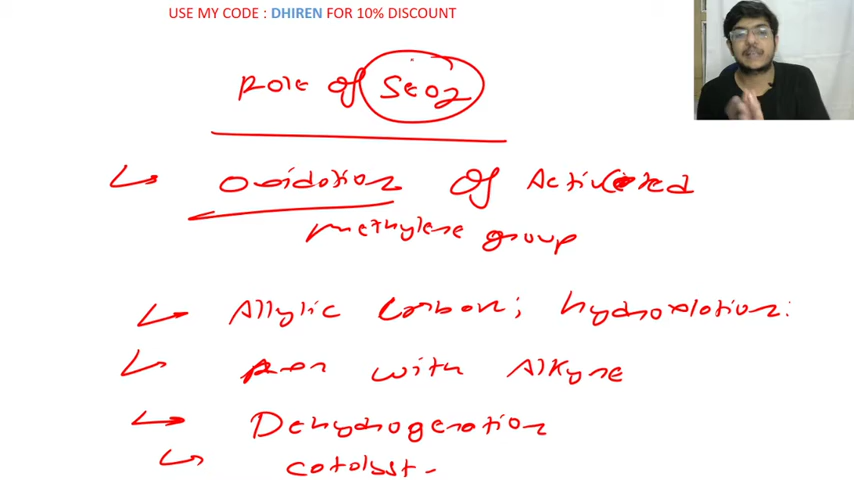 USE MY CODE : DHIREN FOR 10% DISCOUNT
Role of SeO2
Oxidation of Activated
methylene group
Allylic Carbon; hydroxylation:
with Alkyne
Dehydrogenation
Catalyst -